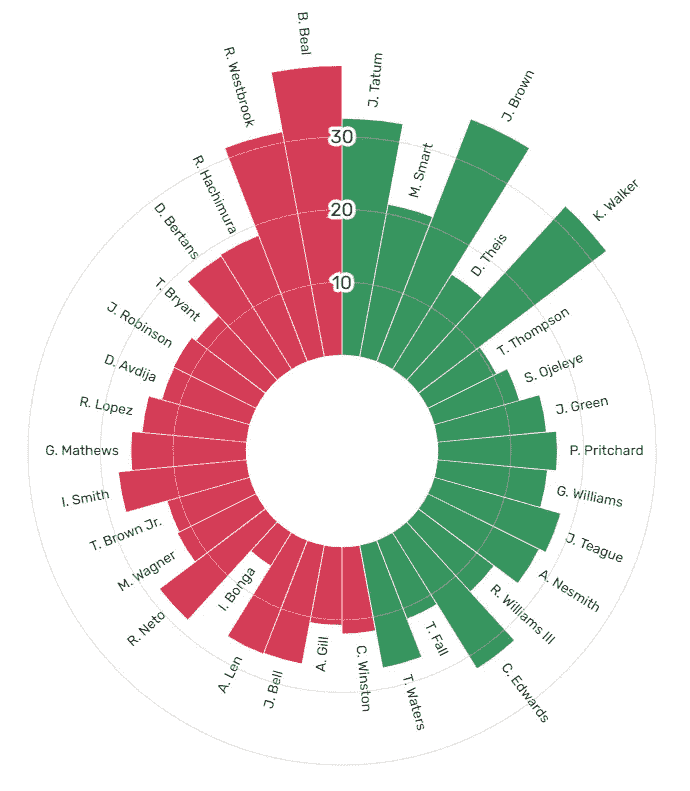 B. Beal
J. Tatum
M. Smart
J. Brown
D. Theis
K. Walker
T. Thompson
S. Ojeleye
J. Green
P. Pritchard
G. Williams
J. Teague
A. Nesmith
R. Williams III
C. Edwards
T. Fall
T. Waters
C. Winston
A. Gill
J. Bell
A. Len
I. Bonga
R. Neto
M. Wagner
T. Brown Jr.
I. Smith
G. Mathews
R. Lopez
D. Avdija
J. Robinson
T. Bryant
D. Bertans
R. Hachimura
R. Westbrook
30
20
10